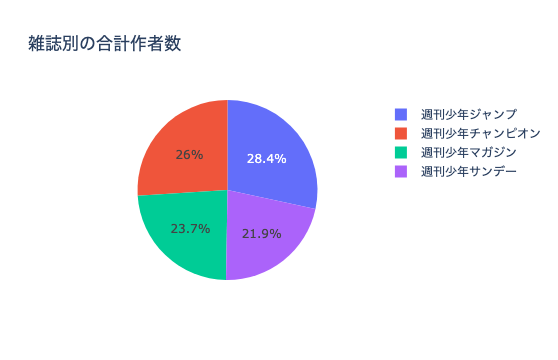 雑誌別の合計作者数
週刊少年ジャンプ
週刊少年チャンピオン
週刊少年マガジン
週刊少年サンデー
26%
28.4%
23.7%
21.9%